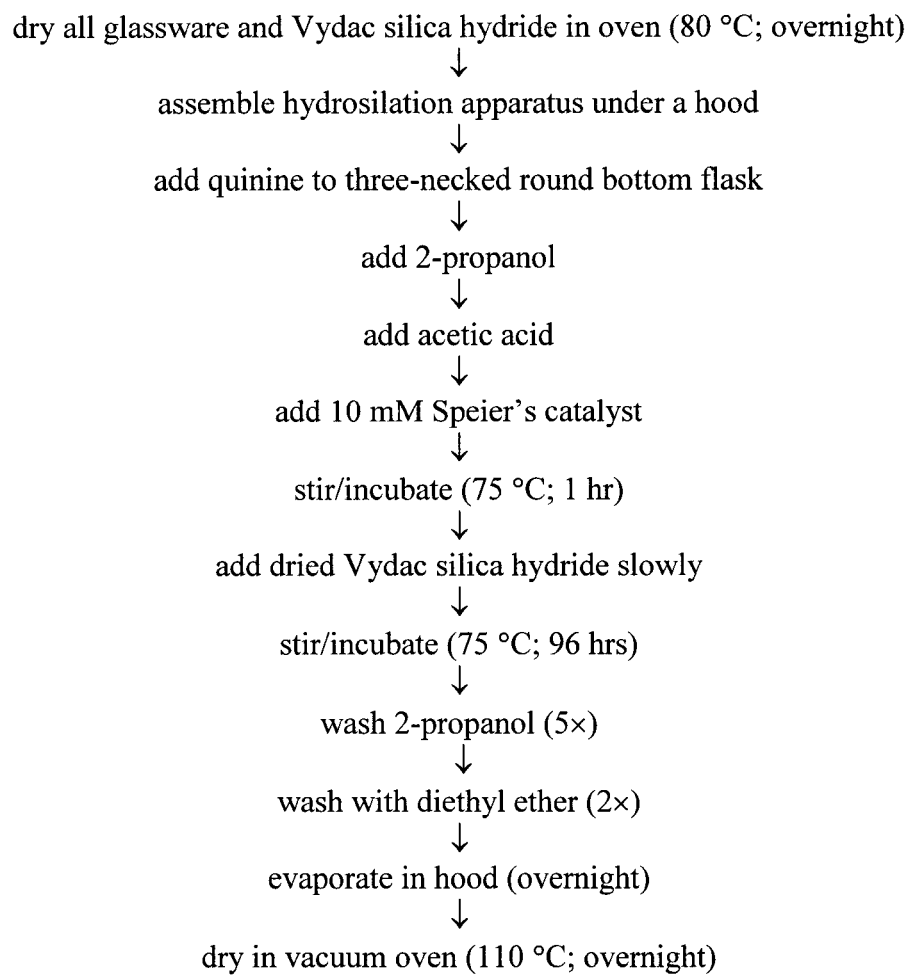 dry all glassware and Vydac silica hydride in oven (80 °C; overnight)
↓
assemble hydrosilation apparatus under a hood
↓
add quinine to three-necked round bottom flask
↓
add 2-propanol
↓
add acetic acid
↓
add 10 mM Speier's catalyst
↓
stir/incubate (75 °C; 1 hr)
↓
add dried Vydac silica hydride slowly
↓
stir/incubate (75 °C; 96 hrs)
↓
wash 2-propanol (5×)
↓
wash with diethyl ether (2×)
↓
evaporate in hood (overnight)
↓
dry in vacuum oven (110 °C; overnight)